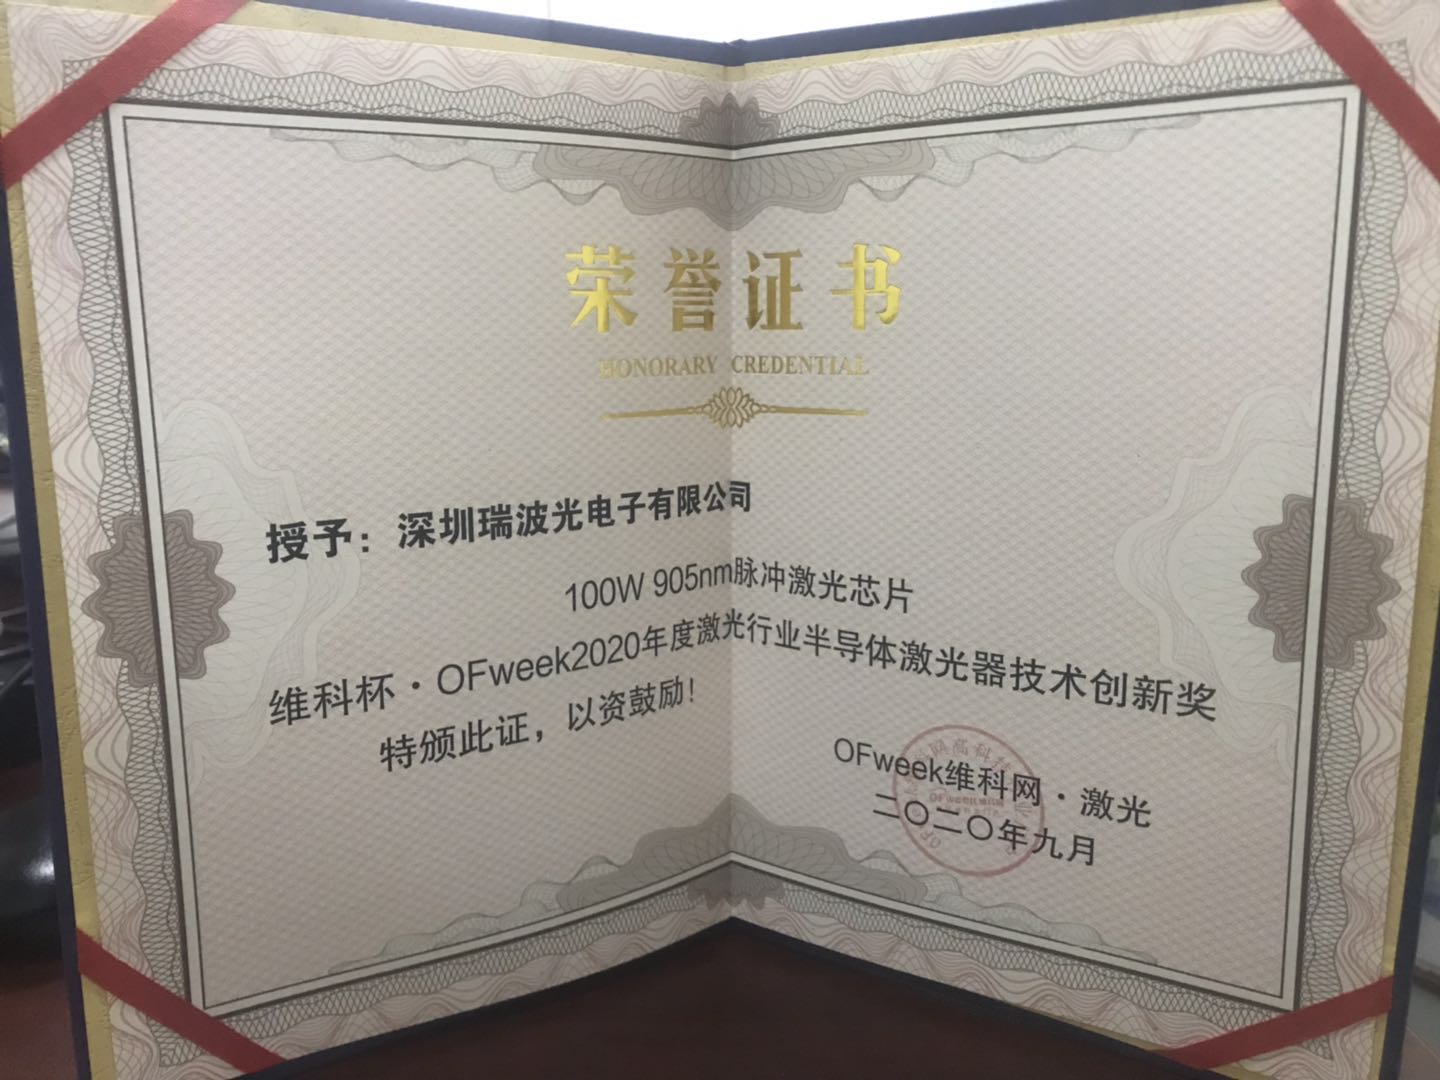 荣誉证书
HONORARY CREDENTIAL
授予：深圳瑞波光电子有限公司
100W 905nm脉冲激光芯片
维科杯·OFweek2020年度激光行业半导体激光器技术创新奖
特颁此证，以资鼓励！
OFweek维科网·激光
二〇二〇年九月